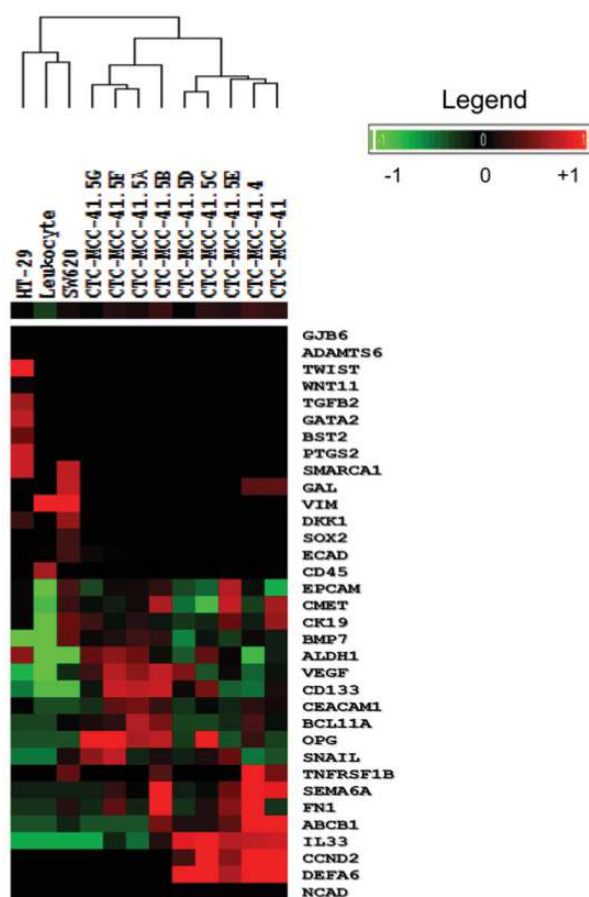 Legend
-1 0 1
-1 0 +1
HT-29
Leukocyte
SW620
CTC-MCC-41.5G
CTC-MCC-41.5F
CTC-MCC-41.5A
CTC-MCC-41.5B
CTC-MCC-41.5D
CTC-MCC-41.5C
CTC-MCC-41.5E
CTC-MCC-41.4
CTC-MCC-41
GJB6
ADAMTS6
TWIST
WNT11
TGFB2
GATA2
BST2
PTGS2
SMARCA1
GAL
VIM
DKK1
SOX2
ECAD
CD45
EPCAM
CMET
CK19
BMP7
ALDH1
VEGF
CD133
CEACAM1
BCL11A
OPG
SNAIL
TNFRSF1B
SEMA6A
FN1
ABCB1
IL33
CCND2
DEFA6
NCAD